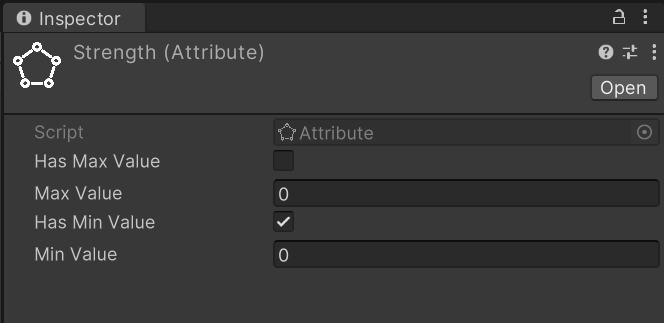 Inspector
Strength (Attribute)
Open
Script Attribute
Has Max Value
Max Value 0
Has Min Value
Min Value 0